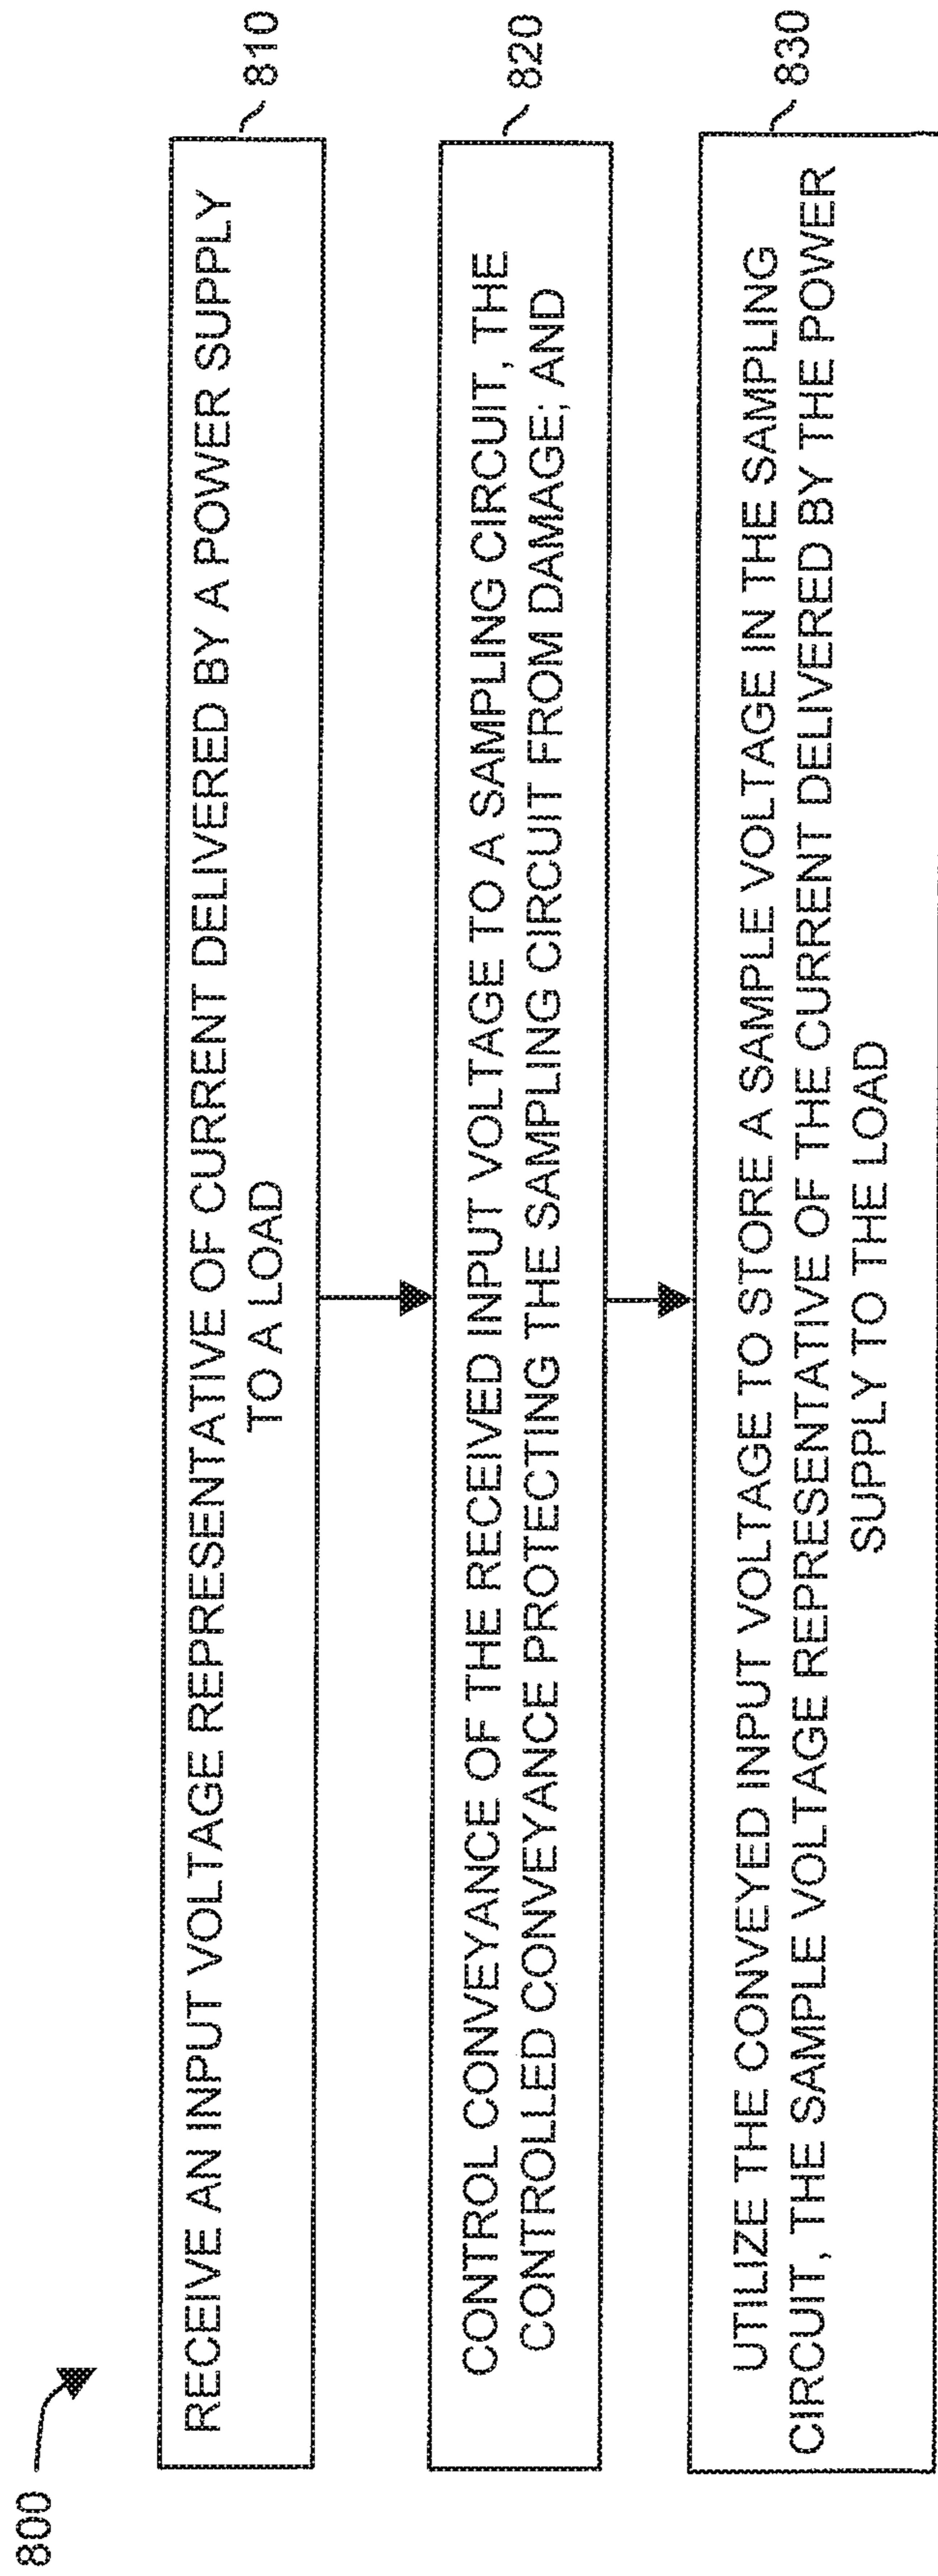 800
RECEIVE AN INPUT VOLTAGE REPRESENTATIVE OF CURRENT DELIVERED BY A POWER SUPPLY
TO A LOAD
810
CONTROL CONVEYANCE OF THE RECEIVED INPUT VOLTAGE TO A SAMPLING CIRCUIT, THE
CONTROLLED CONVEYANCE PROTECTING THE SAMPLING CIRCUIT FROM DAMAGE; AND
820
UTILIZE THE CONVEYED INPUT VOLTAGE TO STORE A SAMPLE VOLTAGE IN THE SAMPLING
CIRCUIT, THE SAMPLE VOLTAGE REPRESENTATIVE OF THE CURRENT DELIVERED BY THE POWER
SUPPLY TO THE LOAD
830